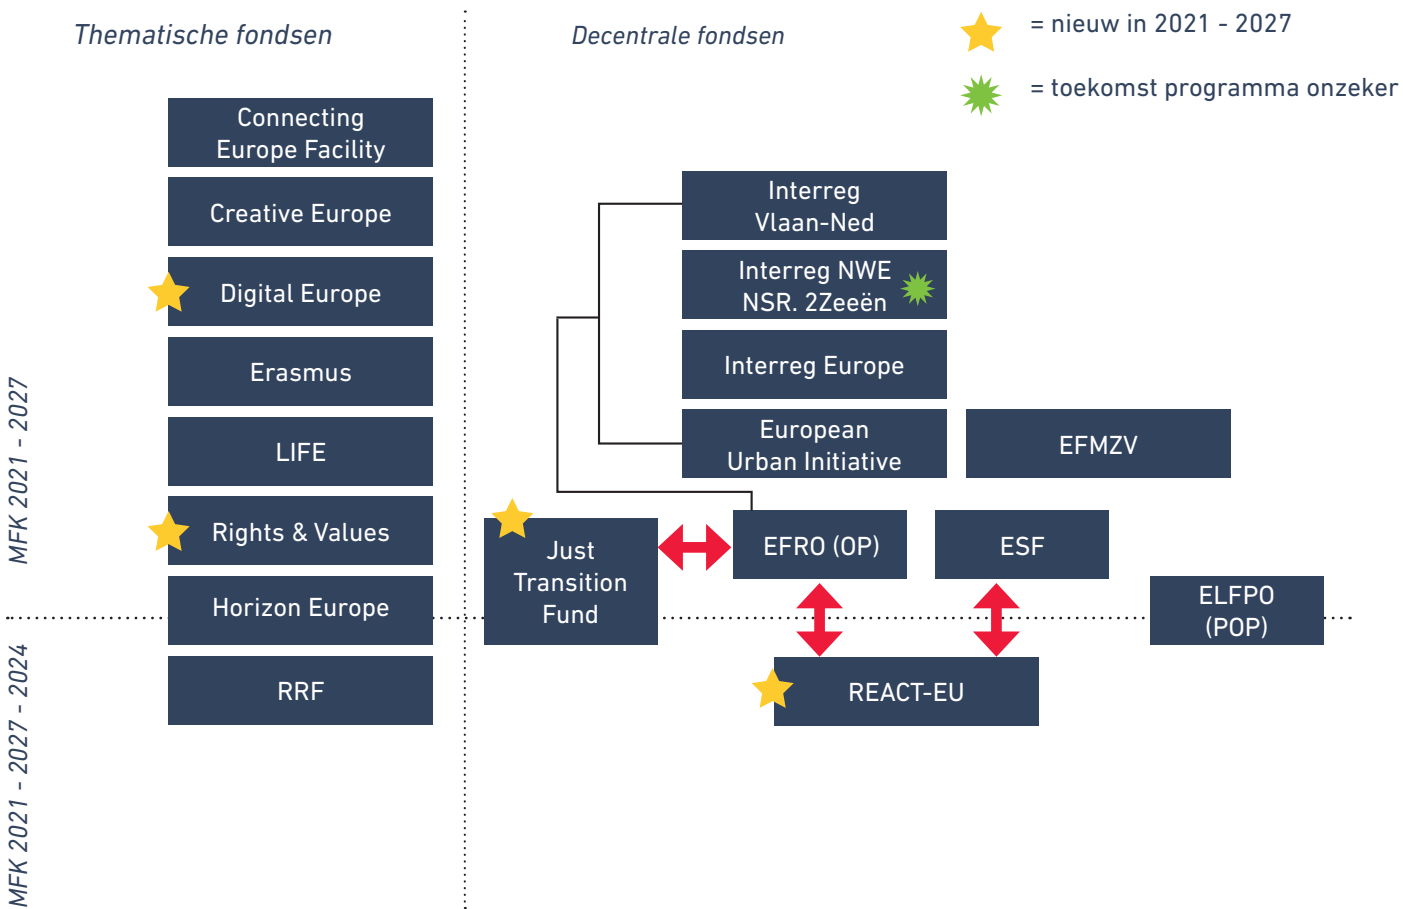 Thematische fondsen
Decentrale fondsen
= nieuw in 2021 - 2027
= toekomst programma onzeker
MFK 2021 - 2027
MFK 2021 - 2027 - 2024
Connecting
Europe Facility
Creative Europe
Digital Europe
Erasmus
LIFE
Rights & Values
Horizon Europe
RRF
Interreg
Vlaan-Ned
Interreg NWE
NSR. 2Zeeën
Interreg Europe
European
Urban Initiative
EFMZV
Just
Transition
Fund
EFRO (OP)
ESF
ELFPO
(POP)
REACT-EU